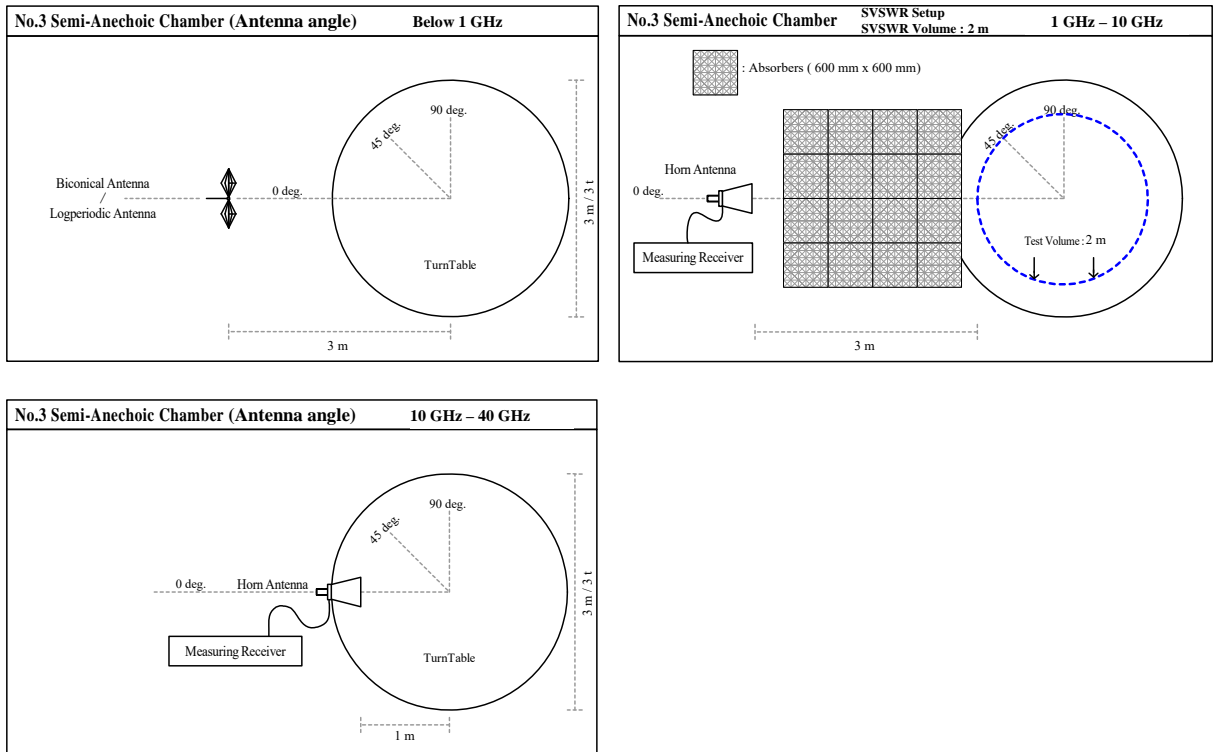 No.3 Semi-Anechoic Chamber (Antenna angle) Below 1 GHz
90 deg.
45 deg.
Biconical Antenna
/
Logperiodic Antenna
0 deg.
TurnTable
3 m / 3 t
3 m
No.3 Semi-Anechoic Chamber
SVSWR Setup
SVSWR Volume : 2 m
1 GHz – 10 GHz
: Absorbers ( 600 mm x 600 mm)
90 deg.
45 deg.
Horn Antenna
0 deg.
Measuring Receiver
Test Volume : 2 m
3 m
No.3 Semi-Anechoic Chamber (Antenna angle) 10 GHz – 40 GHz
90 deg.
45 deg.
0 deg.
Horn Antenna
Measuring Receiver
TurnTable
3 m / 3 t
1 m